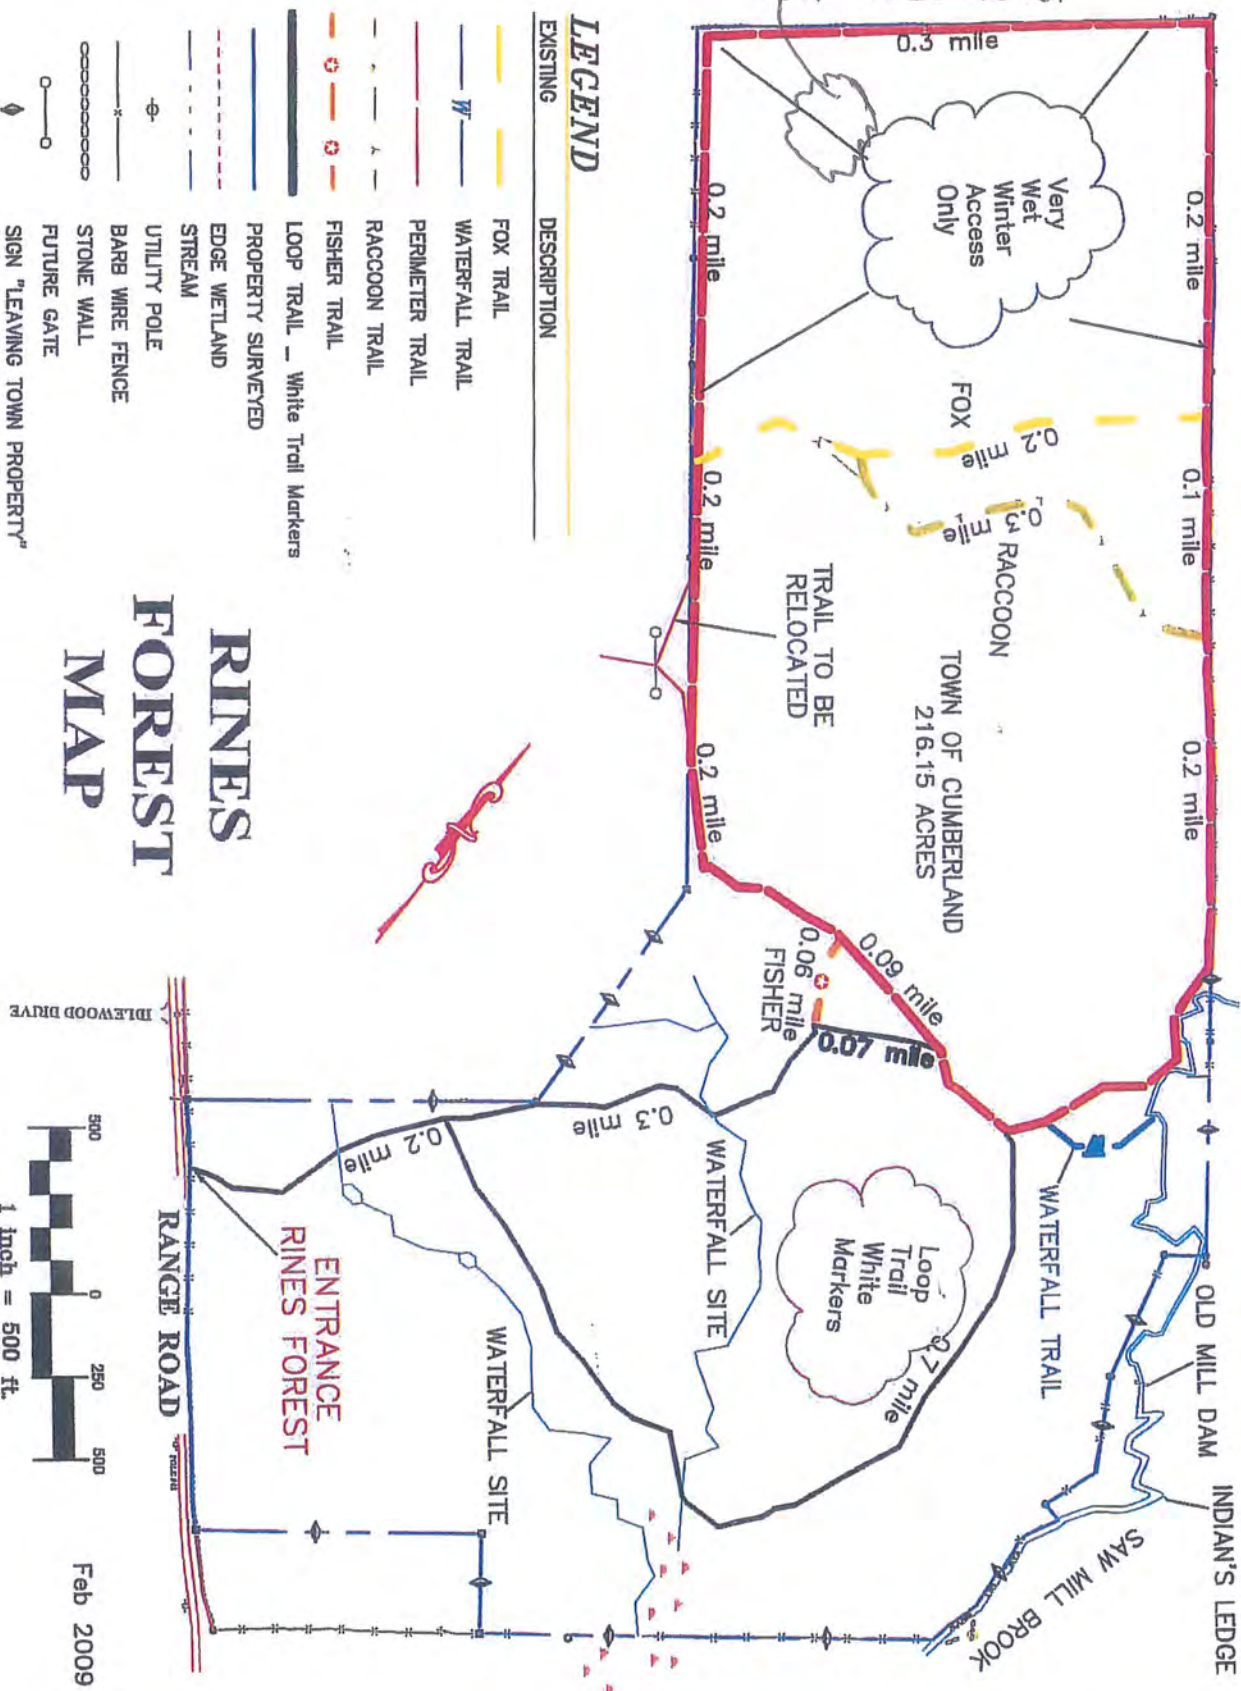 0.3 mile
0.2 mile
0.1 mile
0.2 mile
Very
Wet
Winter
Access
Only
0.2 mile
0.2 mile
0.2 mile
FOX
0.2 mile
RACCOON
0.3 mile
TRAIL TO BE
RELOCATED
TOWN OF CUMBERLAND
216.15 ACRES
0.09 mile
0.06 mile
FISHER
0.07 mile
0.3 mile
0.2 mile
0.7 mile
Loop
Trail
White
Markers
WATERFALL TRAIL
WATERFALL SITE
WATERFALL SITE
OLD MILL DAM
INDIAN'S LEDGE
SAW MILL BROOK
ENTRANCE
RINES FOREST
RANGE ROAD
IDLEWOOD DRIVE
LEGEND
EXISTING DESCRIPTION
FOX TRAIL
W WATERFALL TRAIL
PERIMETER TRAIL
RACCOON TRAIL
FISHER TRAIL
LOOP TRAIL _ White Trail Markers
PROPERTY SURVEYED
EDGE WETLAND
STREAM
UTILITY POLE
BARB WIRE FENCE
STONE WALL
FUTURE GATE
SIGN "LEAVING TOWN PROPERTY"
RINES
FOREST
MAP
500 0 250 500
1 inch = 500 ft.
Feb 2009